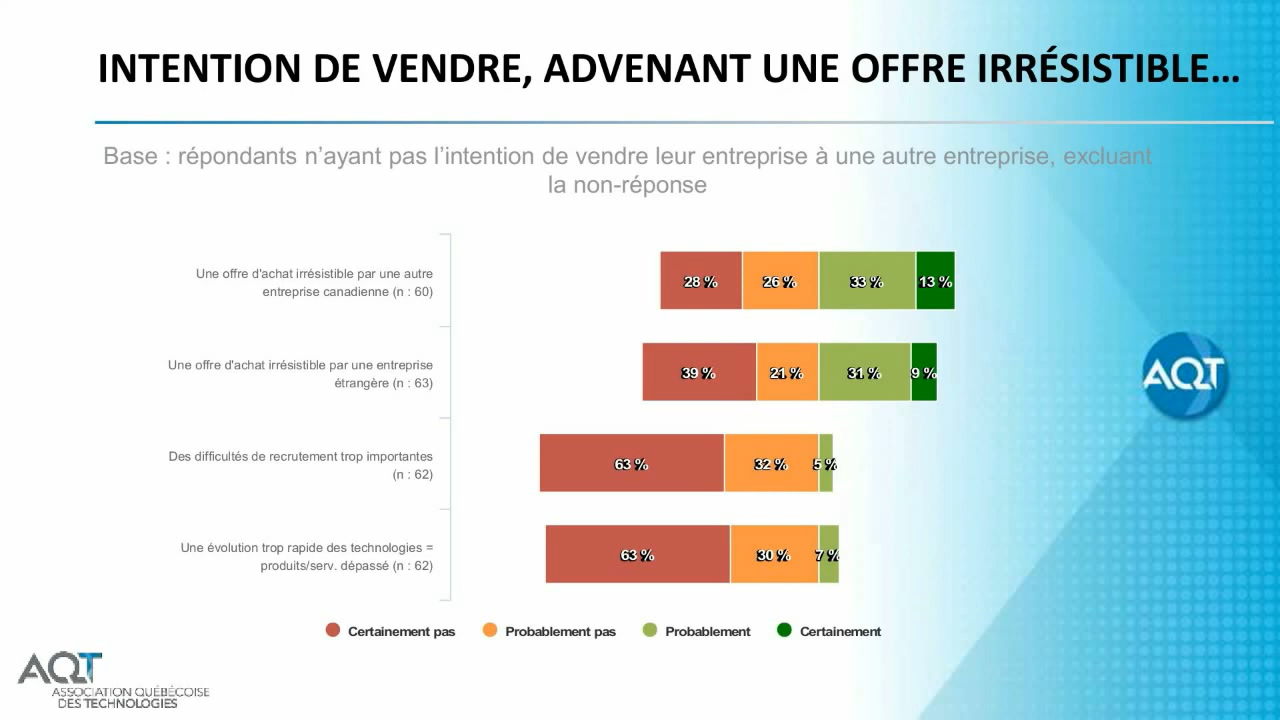 INTENTION DE VENDRE, ADVENANT UNE OFFRE IRRÉSISTIBLE…
Base : répondants n’ayant pas l’intention de vendre leur entreprise à une autre entreprise, excluant
la non-réponse
Une offre d'achat irrésistible par une autre
entreprise canadienne (n : 60)
28 % 26 % 33 % 13 %
Une offre d'achat irrésistible par une entreprise
étrangère (n : 63)
39 % 21 % 31 % 9 %
Des difficultés de recrutement trop importantes
(n : 62)
63 % 32 % 5 %
Une évolution trop rapide des technologies =
produits/serv. dépassé (n : 62)
63 % 30 % 7 %
Certainement pas Probablement pas Probablement Certainement
AQT
AQT
ASSOCIATION QUÉBÉCOISE
DES TECHNOLOGIES